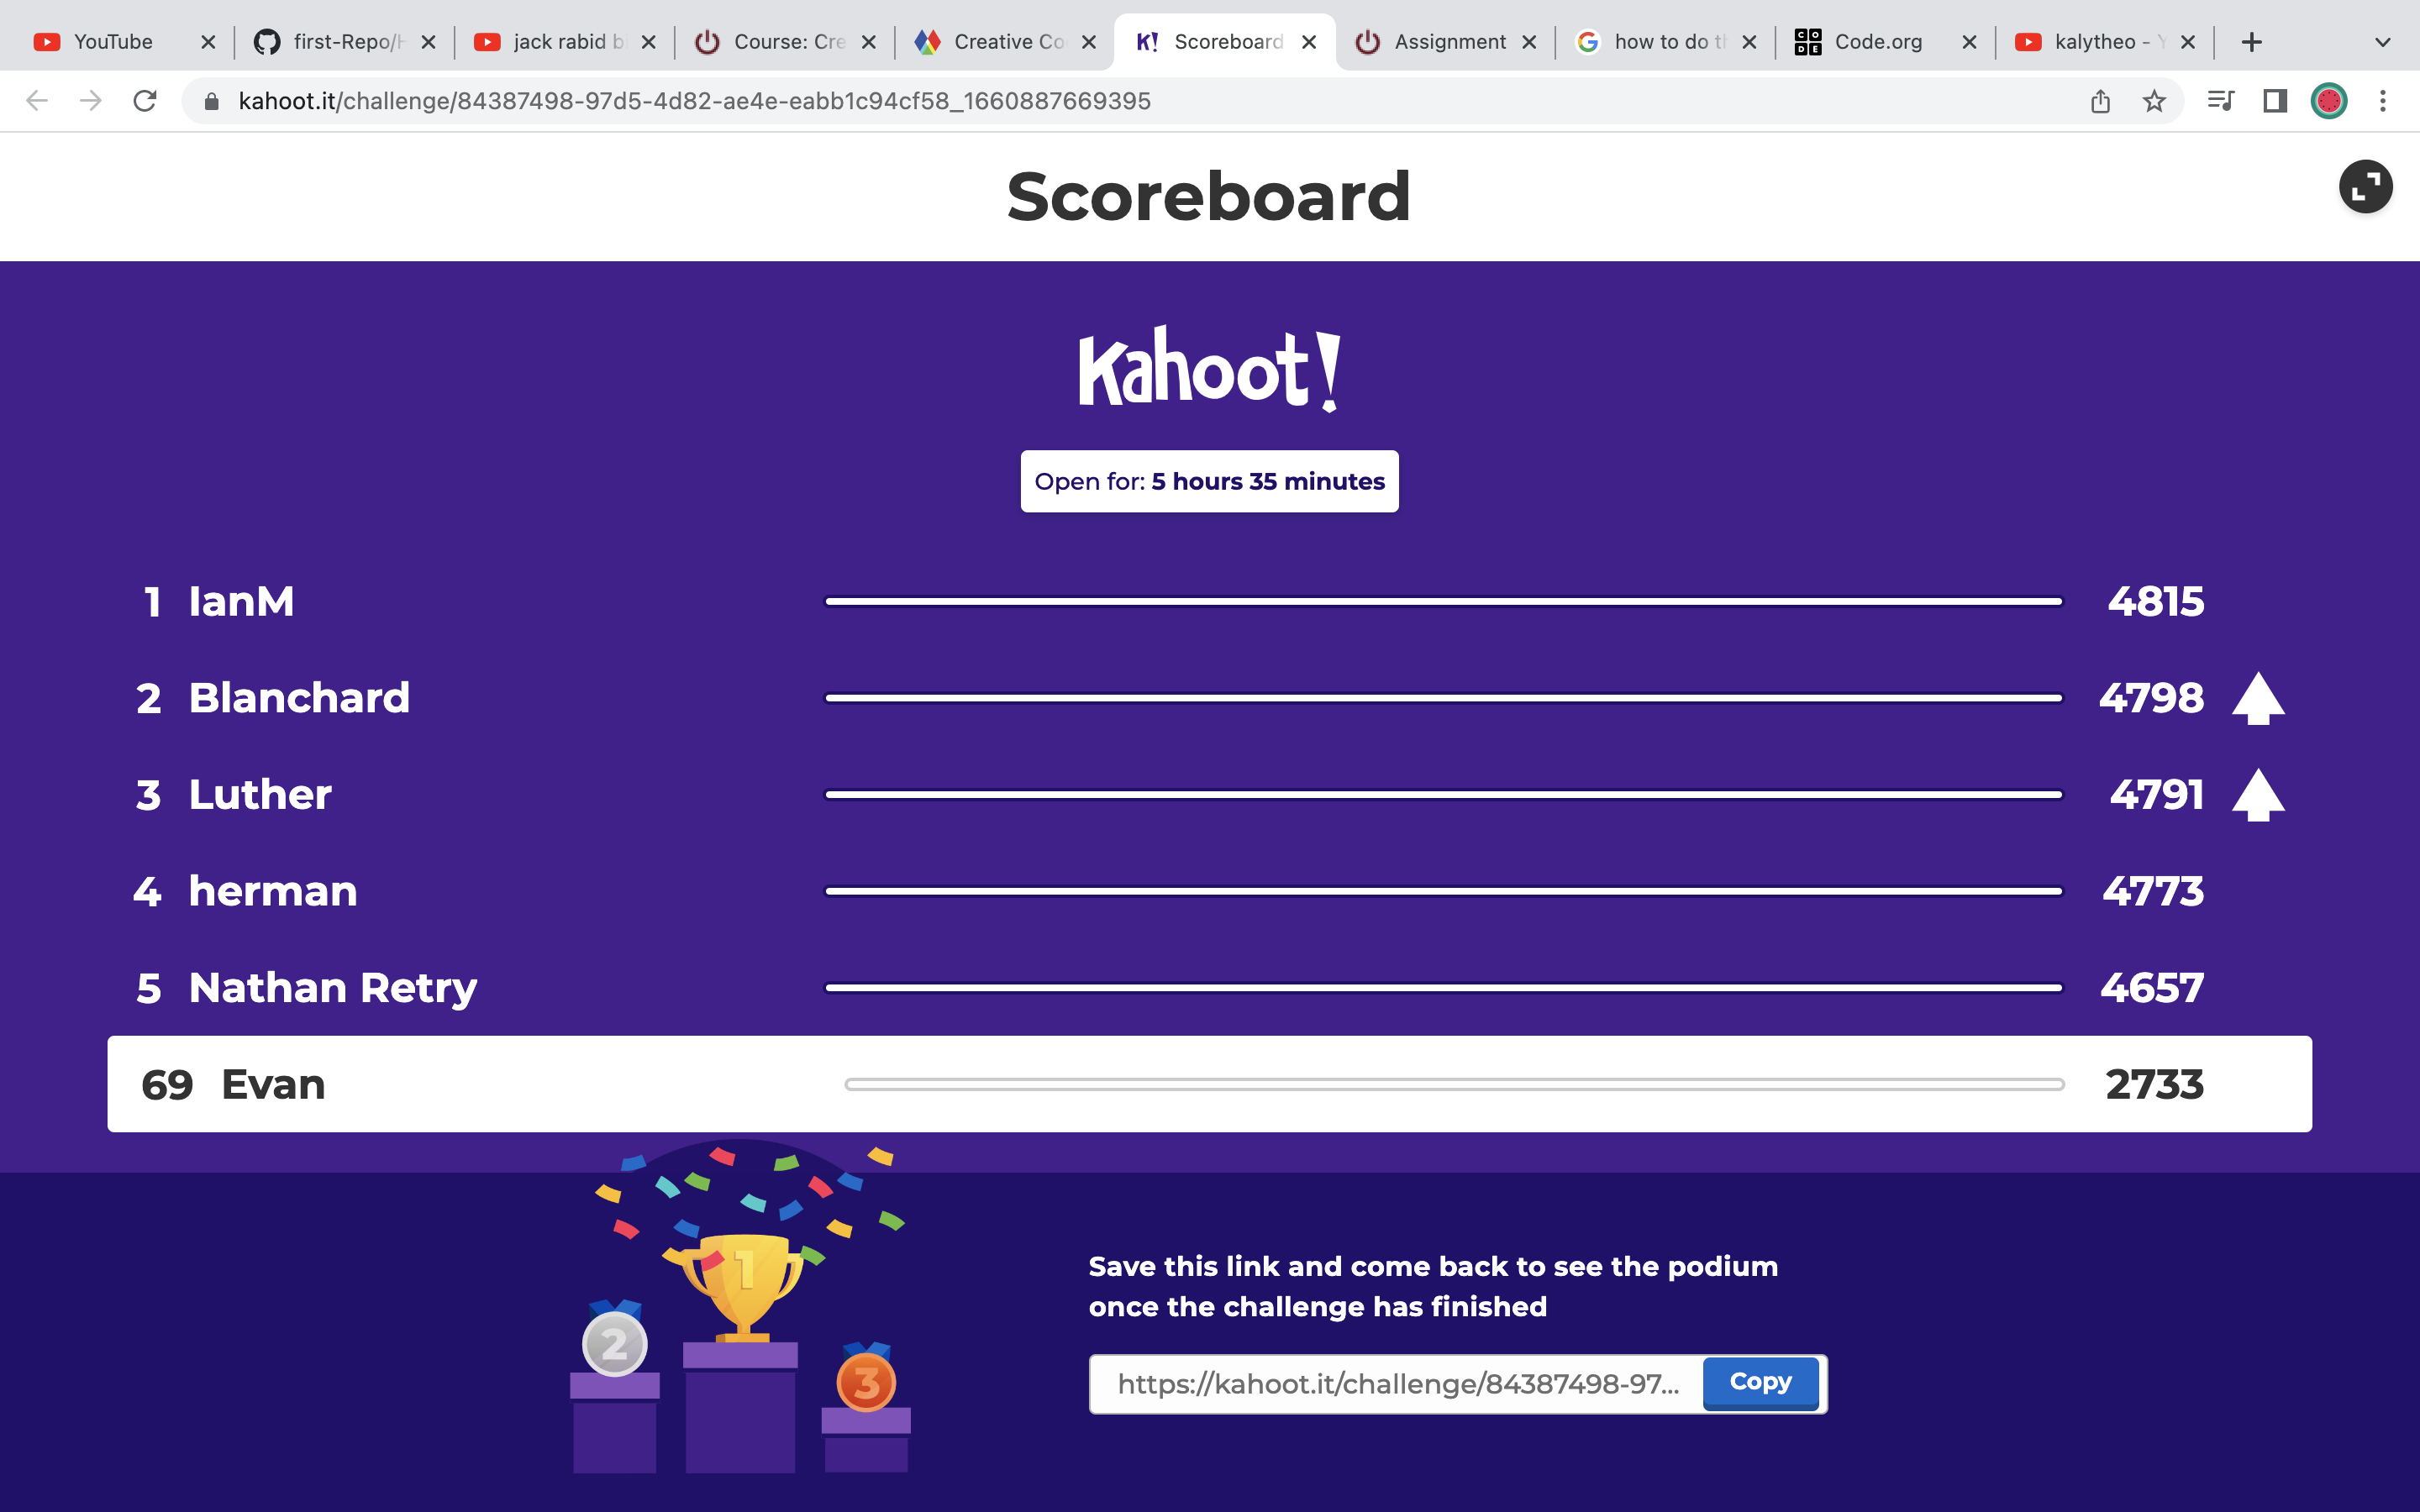 YouTube
first-Repo/
jack rabid b
Course: Cre
Creative Co
K! Scoreboard
Assignment
G how to do th
CODE Code.org
kalytheo -
kahoot.it/challenge/84387498-97d5-4d82-ae4e-eabb1c94cf58_1660887669395
Scoreboard
Kahoot!
Open for: 5 hours 35 minutes
1 IanM 4815
2 Blanchard 4798
3 Luther 4791
4 herman 4773
5 Nathan Retry 4657
69 Evan 2733
1
2
3
Save this link and come back to see the podium
once the challenge has finished
https://kahoot.it/challenge/84387498-97... Copy